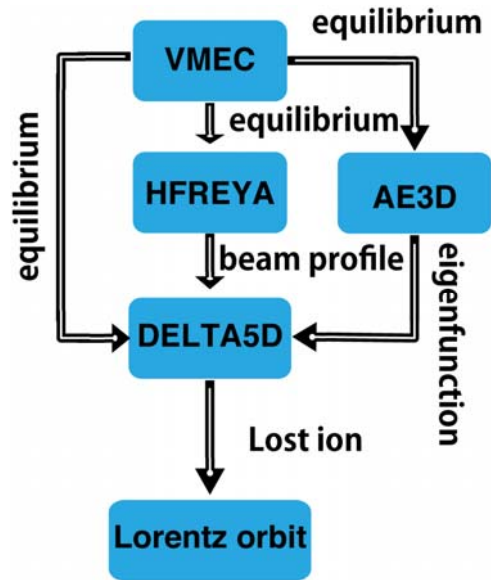 equilibrium
VMEC
equilibrium
equilibrium
HFREYA
AE3D
beam profile
eigenfunction
DELTA5D
Lost ion
Lorentz orbit